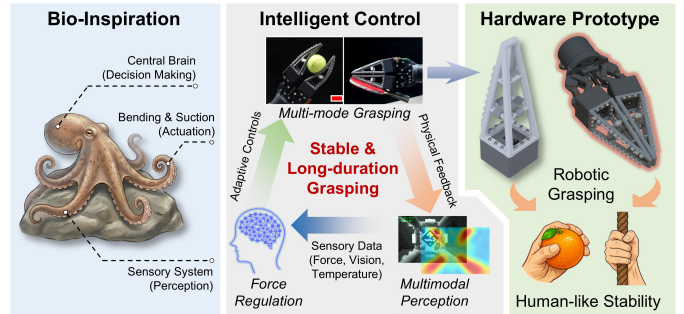 Bio-Inspiration
Central Brain
(Decision Making)
Bending & Suction
(Actuation)
Sensory System
(Perception)
Intelligent Control
Multi-mode Grasping
Adaptive Controls
Stable &
Long-duration
Grasping
Physical Feedback
Sensory Data
(Force, Vision,
Temperature)
Force
Regulation
Multimodal
Perception
Hardware Prototype
Robotic
Grasping
Human-like Stability